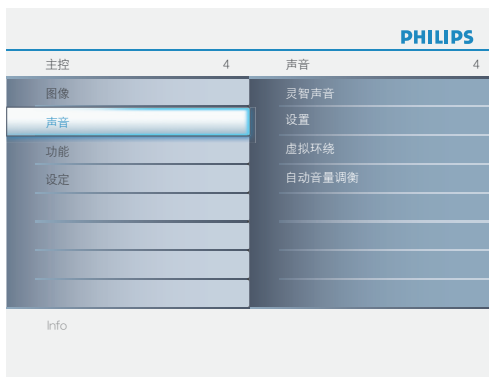 PHILIPS
主控 4 声音 4
图像 灵智声音
声音 设置
功能 虚拟环绕
设定 自动音量调衡
Info